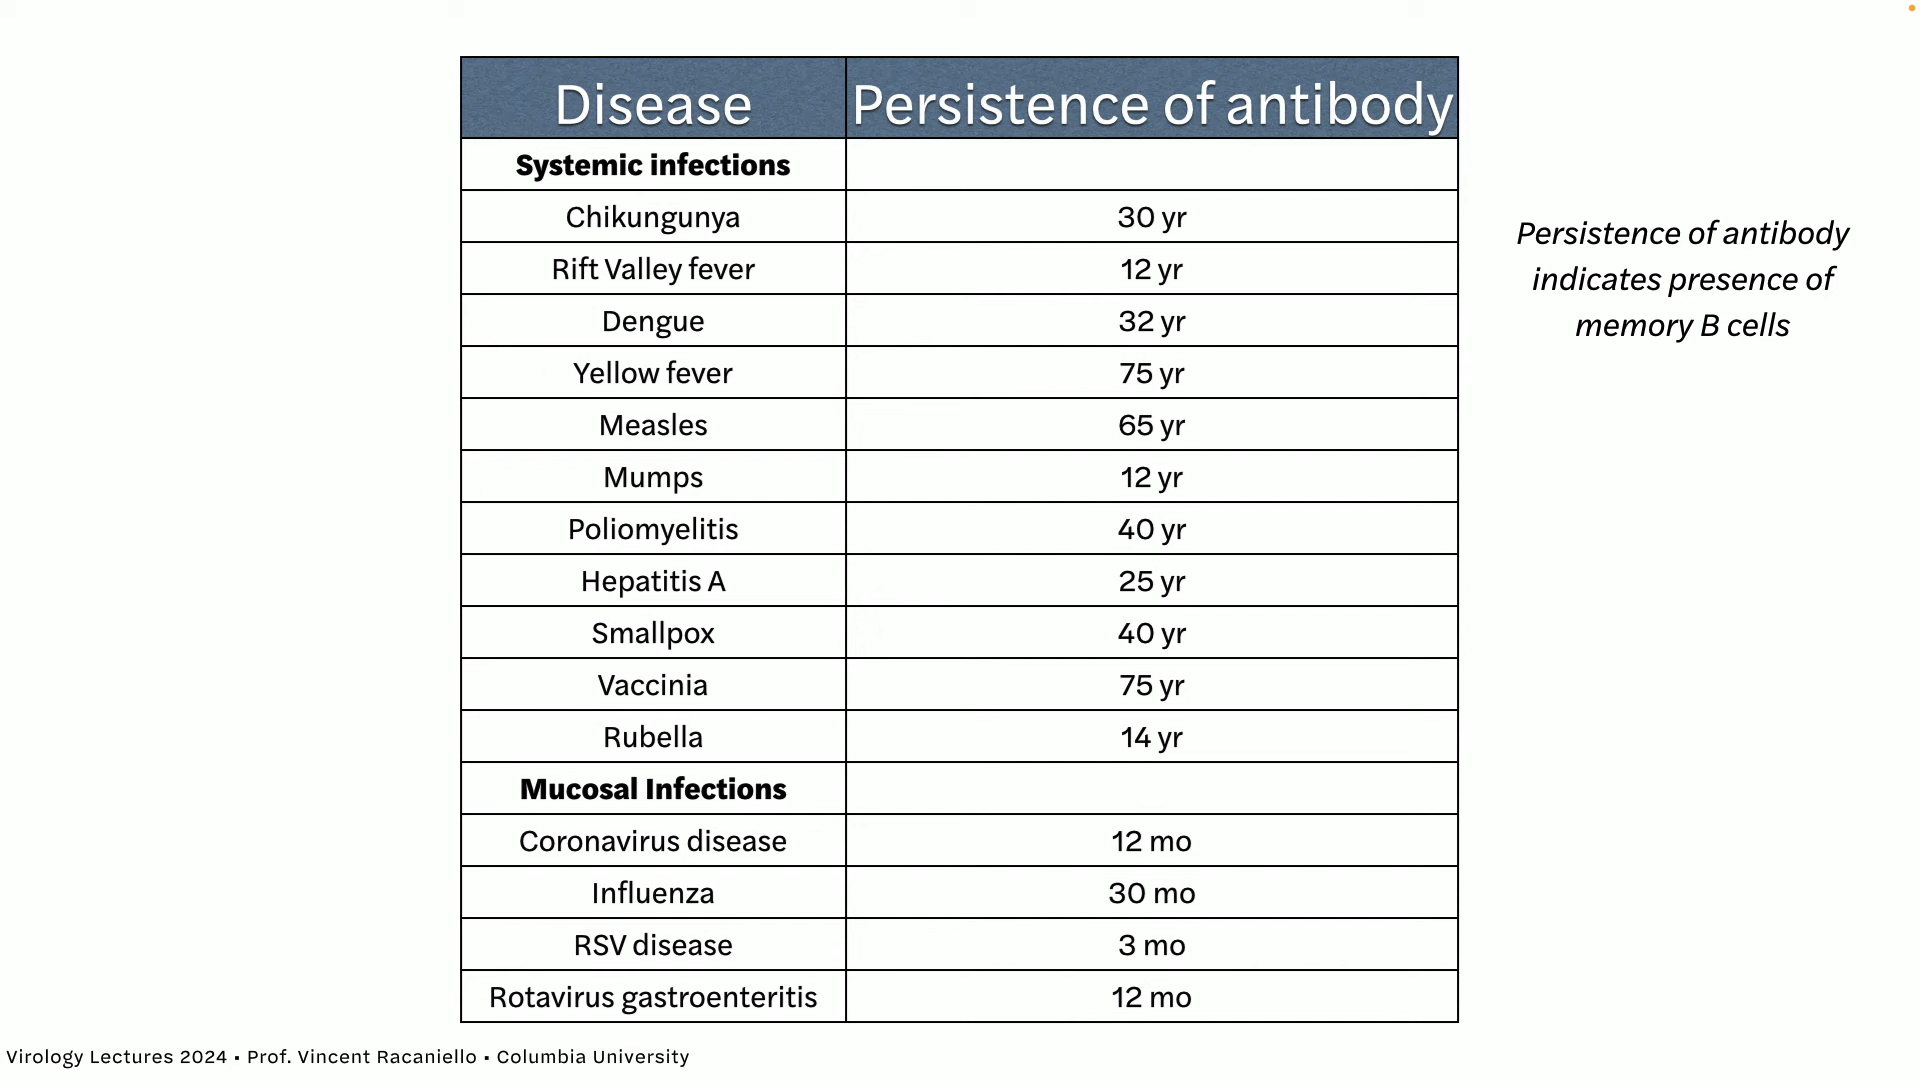 Disease Persistence of antibody
Systemic infections
Chikungunya 30 yr
Rift Valley fever 12 yr
Dengue 32 yr
Yellow fever 75 yr
Measles 65 yr
Mumps 12 yr
Poliomyelitis 40 yr
Hepatitis A 25 yr
Smallpox 40 yr
Vaccinia 75 yr
Rubella 14 yr
Mucosal Infections
Coronavirus disease 12 mo
Influenza 30 mo
RSV disease 3 mo
Rotavirus gastroenteritis 12 mo
Persistence of antibody
indicates presence of
memory B cells
Virology Lectures 2024 • Prof. Vincent Racaniello • Columbia University